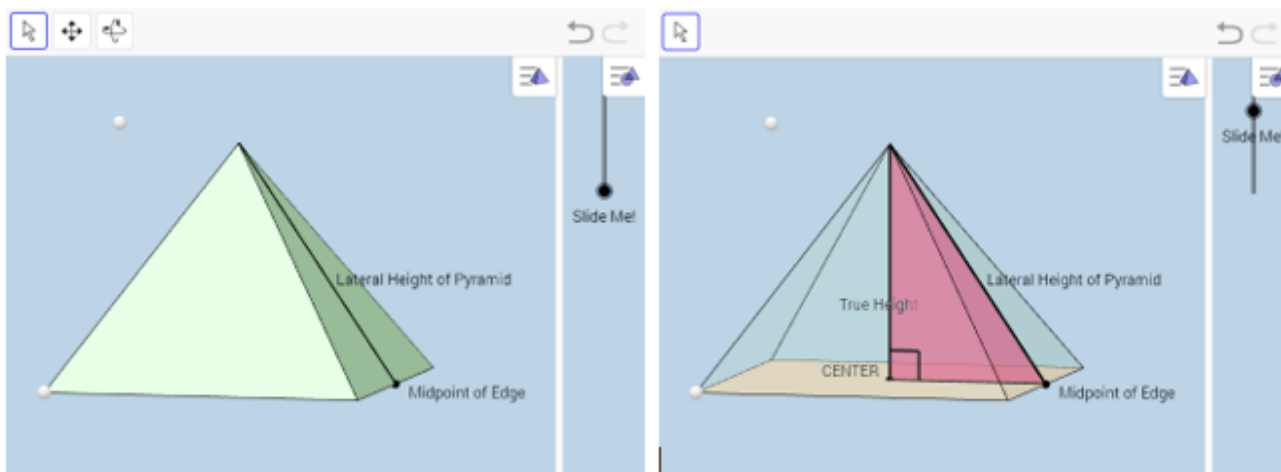 Slide Me!
Lateral Height of Pyramid
Midpoint of Edge
Slide Me
Lateral Height of Pyramid
True Height
CENTER
Midpoint of Edge